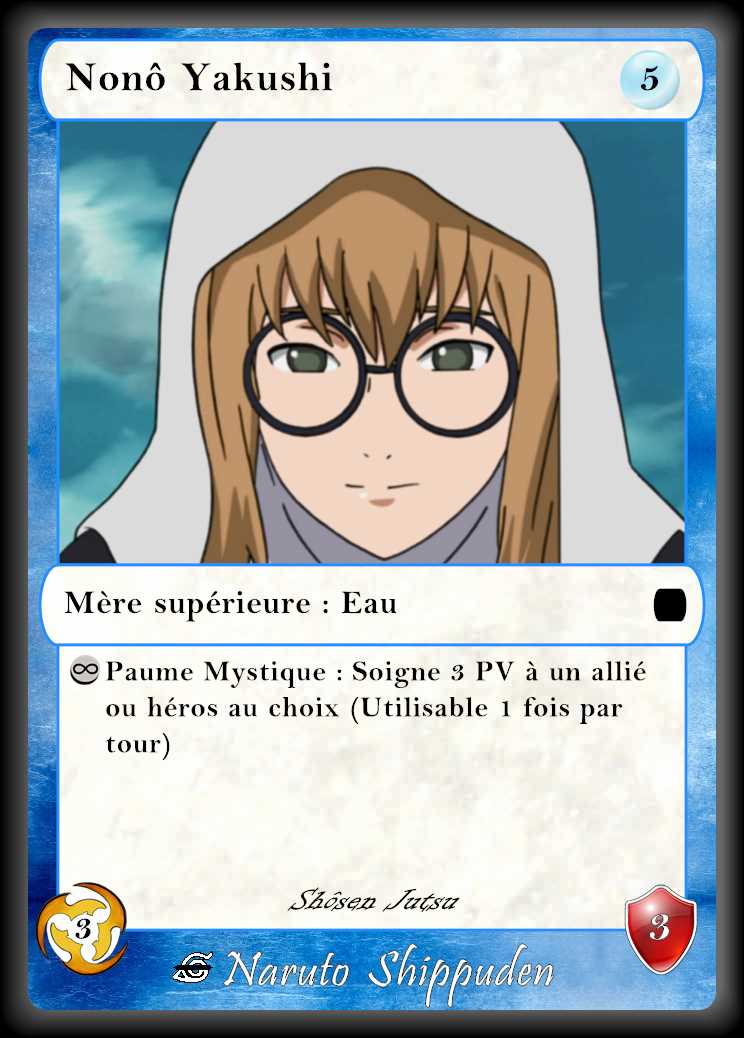 Nonô Yakushi
5
Mère supérieure : Eau
Paume Mystique : Soigne 3 PV à un allié
ou héros au choix (Utilisable 1 fois par
tour)
Shôsen Jutsu
3
3
Naruto Shippuden